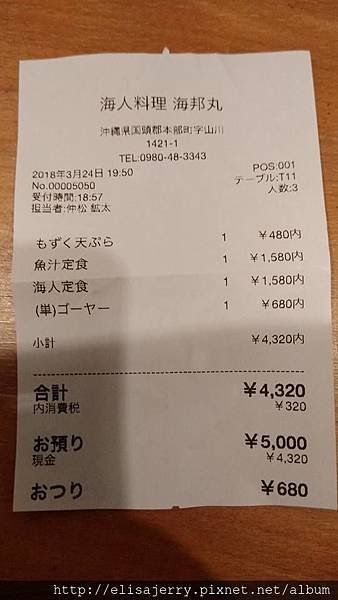 海人料理 海邦丸
沖縄県国頭郡本部町字山川
1421-1
TEL:0980-48-3343
2018年3月24日 19:50 POS:001
No.00005050 テーブル:T11
受付時間:18:57 人数:3
担当者:仲松 鉱太
もずく天ぷら 1 ¥480内
魚汁定食 1 ¥1,580内
海人定食 1 ¥1,580内
(単)ゴーヤー 1 ¥680内
小計 ¥4,320内
合計 ¥4,320
内消費税 ¥320
お預り ¥5,000
現金 ¥4,320
おつり ¥680
http://elisajerry.pixnet.net/album